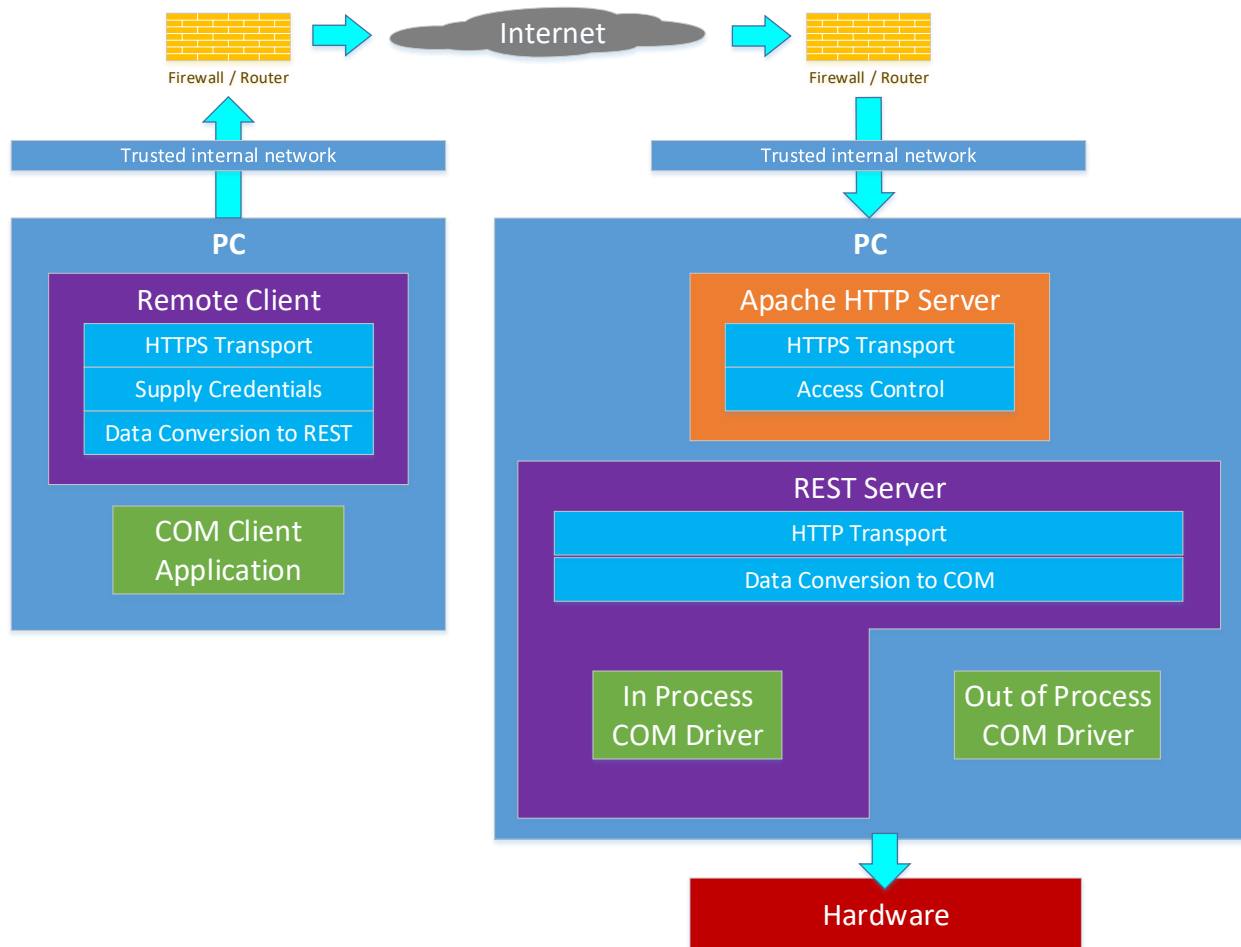 Internet
Firewall / Router
Firewall / Router
Trusted internal network
Trusted internal network
PC
Remote Client
HTTPS Transport
Supply Credentials
Data Conversion to REST
COM Client
Application
PC
Apache HTTP Server
HTTPS Transport
Access Control
REST Server
HTTP Transport
Data Conversion to COM
In Process
COM Driver
Out of Process
COM Driver
Hardware